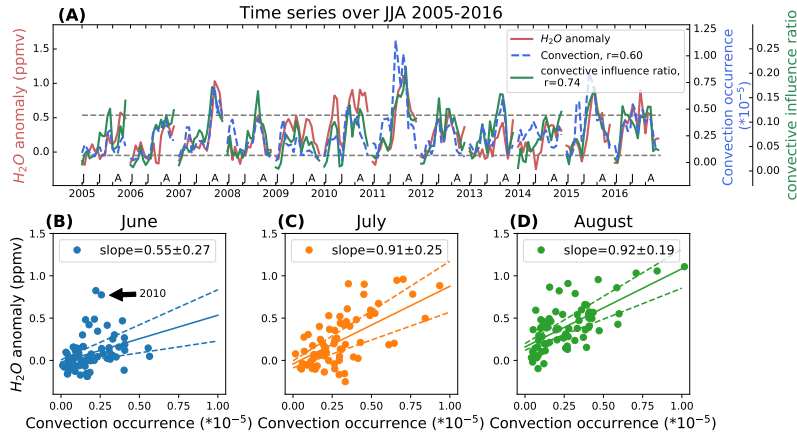 (A) Time series over JJA 2005-2016
H2O anomaly (ppmv)
1.5
1.0
0.5
0.0
H2O anomaly
Convection, r=0.60
convective influence ratio,
r=0.74
1.25
1.00
0.75
0.50
0.25
0.00
Convection occurrence
(*10⁻⁵)
0.25
0.20
0.15
0.10
0.05
0.00
convective influence ratio
J J A J J A J J A J J A J J A J J A J J A J J A J J A J J A J J A J J A
2005 2006 2007 2008 2009 2010 2011 2012 2013 2014 2015 2016
(B) June
slope=0.55±0.27
2010
H2O anomaly (ppmv)
1.5
1.0
0.5
0.0
0.00 0.25 0.50 0.75 1.00
Convection occurrence (*10⁻⁵)
(C) July
slope=0.91±0.25
1.5
1.0
0.5
0.0
0.00 0.25 0.50 0.75 1.00
Convection occurrence (*10⁻⁵)
(D) August
slope=0.92±0.19
1.5
1.0
0.5
0.0
0.00 0.25 0.50 0.75 1.00
Convection occurrence (*10⁻⁵)